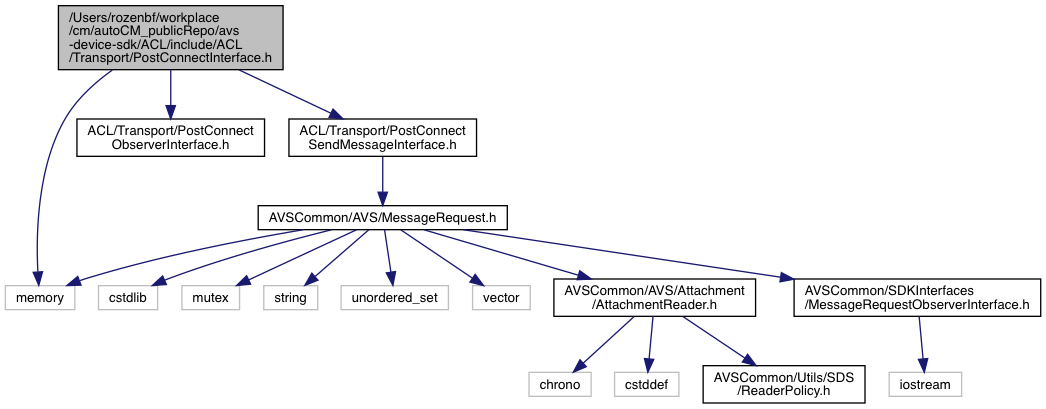 /Users/rozenbf/workplace
/cm/autoCM_publicRepo/avs
-device-sdk/ACL/include/ACL
/Transport/PostConnectInterface.h
ACL/Transport/PostConnect
ObserverInterface.h
ACL/Transport/PostConnect
SendMessageInterface.h
AVSCommon/AVS/MessageRequest.h
memory
cstdlib
mutex
string
unordered_set
vector
AVSCommon/AVS/Attachment
/AttachmentReader.h
AVSCommon/SDKInterfaces
/MessageRequestObserverInterface.h
chrono
cstddef
AVSCommon/Utils/SDS
/ReaderPolicy.h
iostream